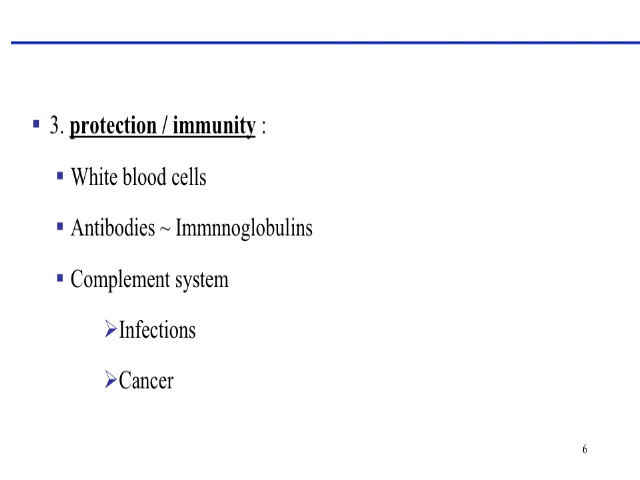 3. protection / immunity :
White blood cells
Antibodies ~ Immnnoglobulins
Complement system
Infections
Cancer
6